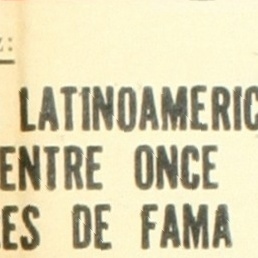 z:
LATINOAMERIC
ENTRE ONCE
ES DE FAMA